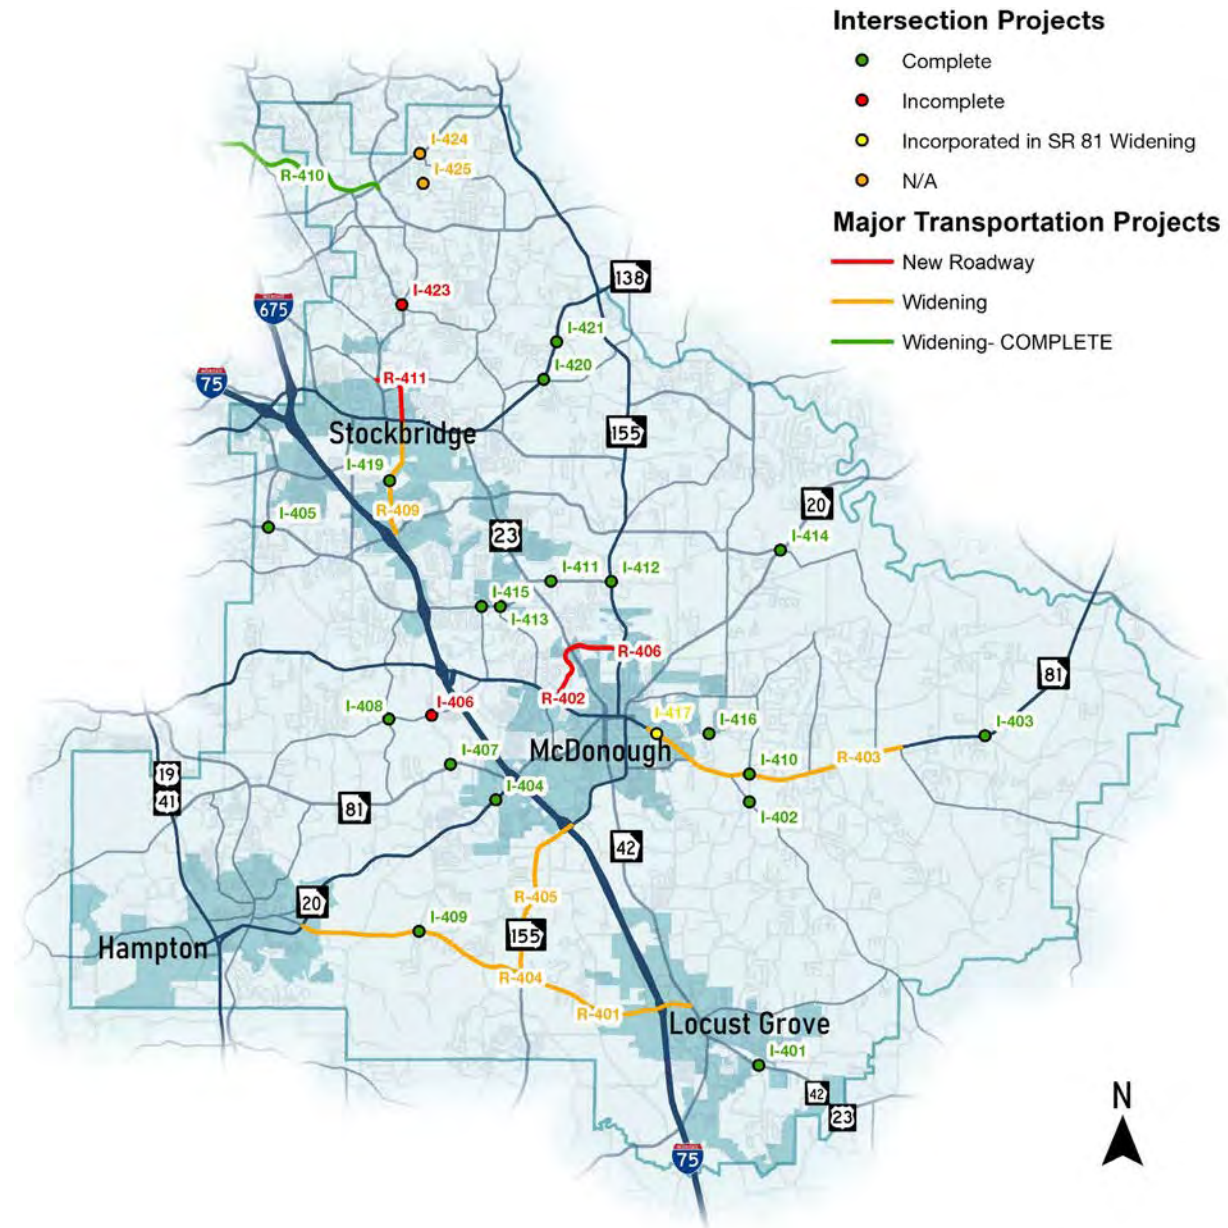 Intersection Projects
Complete
Incomplete
Incorporated in SR 81 Widening
N/A
Major Transportation Projects
New Roadway
Widening
Widening- COMPLETE
I-424
I-425
R-410
I-423
138
675
I-421
I-420
75
R-411
Stockbridge
155
I-419
R-409
I-405
23
20
I-414
I-411
I-412
I-415
I-413
R-406
R-402
81
I-408
I-406
I-417
I-416
I-403
McDonough
I-407
I-410
R-403
I-404
I-402
19
41
81
42
20
R-405
I-409
155
Hampton
R-404
R-401
Locust Grove
I-401
42
23
75
N